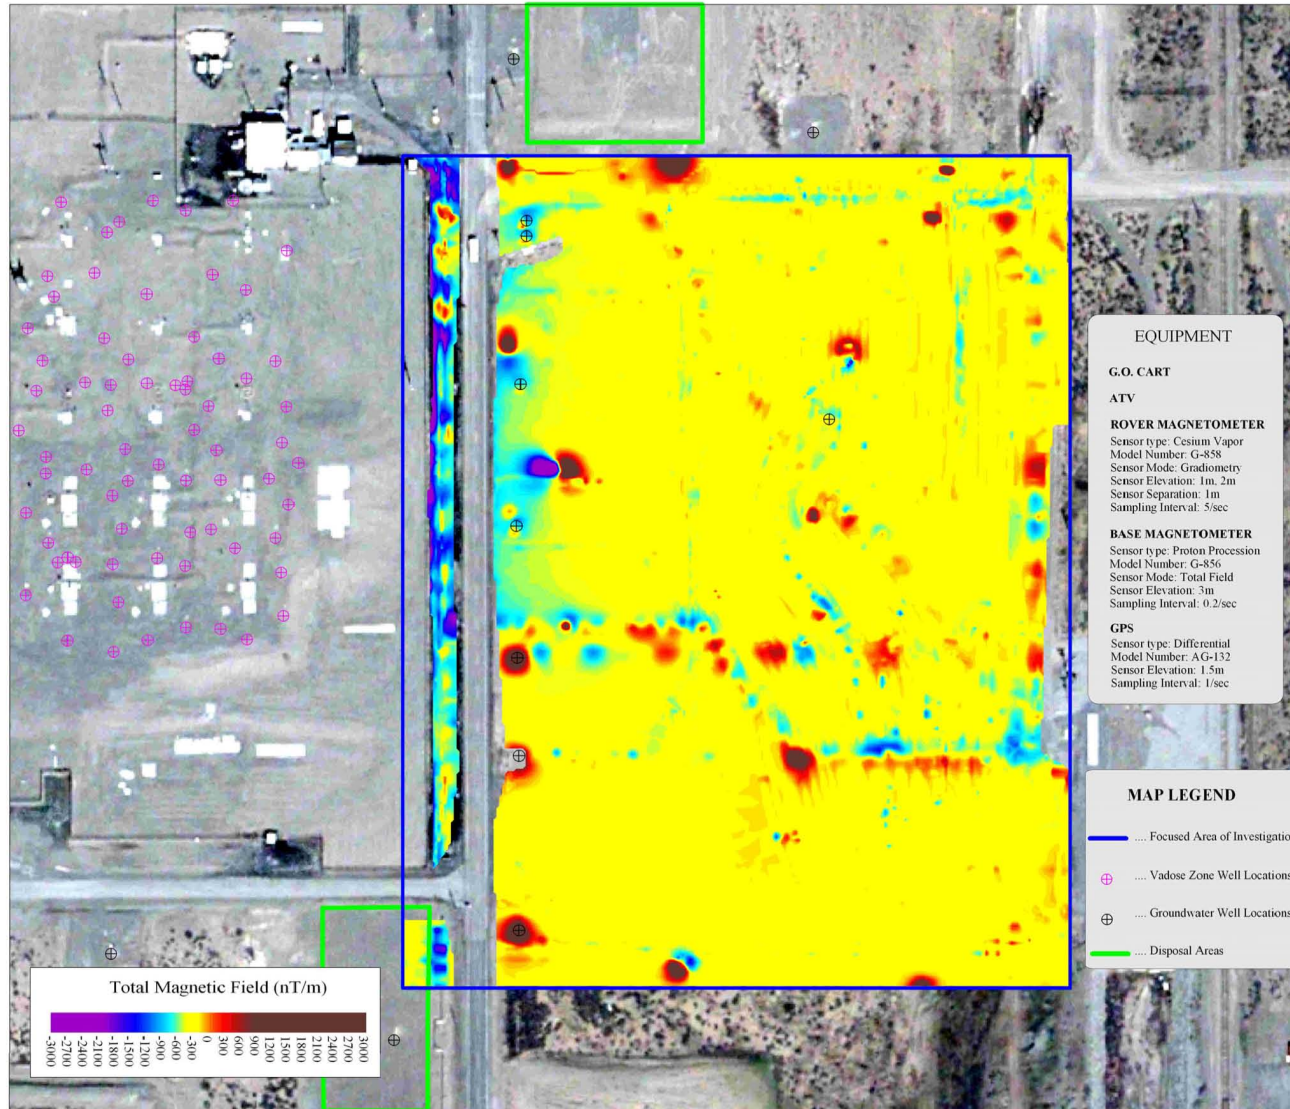 EQUIPMENT
G.O. CART
ATV
ROVER MAGNETOMETER
Sensor type: Cesium Vapor
Model Number: G-858
Sensor Mode: Gradiometry
Sensor Elevation: 1m, 2m
Sensor Separation: 1m
Sampling Interval: 5/sec
BASE MAGNETOMETER
Sensor type: Proton Procession
Model Number: G-856
Sensor Mode: Total Field
Sensor Elevation: 3m
Sampling Interval: 0.2/sec
GPS
Sensor type: Differential
Model Number: AG-132
Sensor Elevation: 1.5m
Sampling Interval: 1/sec
MAP LEGEND
.... Focused Area of Investigatio
.... Vadose Zone Well Locations
.... Groundwater Well Locations
.... Disposal Areas
Total Magnetic Field (nT/m)
-3000 -2700 -2400 -2100 -1800 -1500 -1200 -900 -600 -300 0 300 600 900 1200 1500 1800 2100 2400 2700 3000